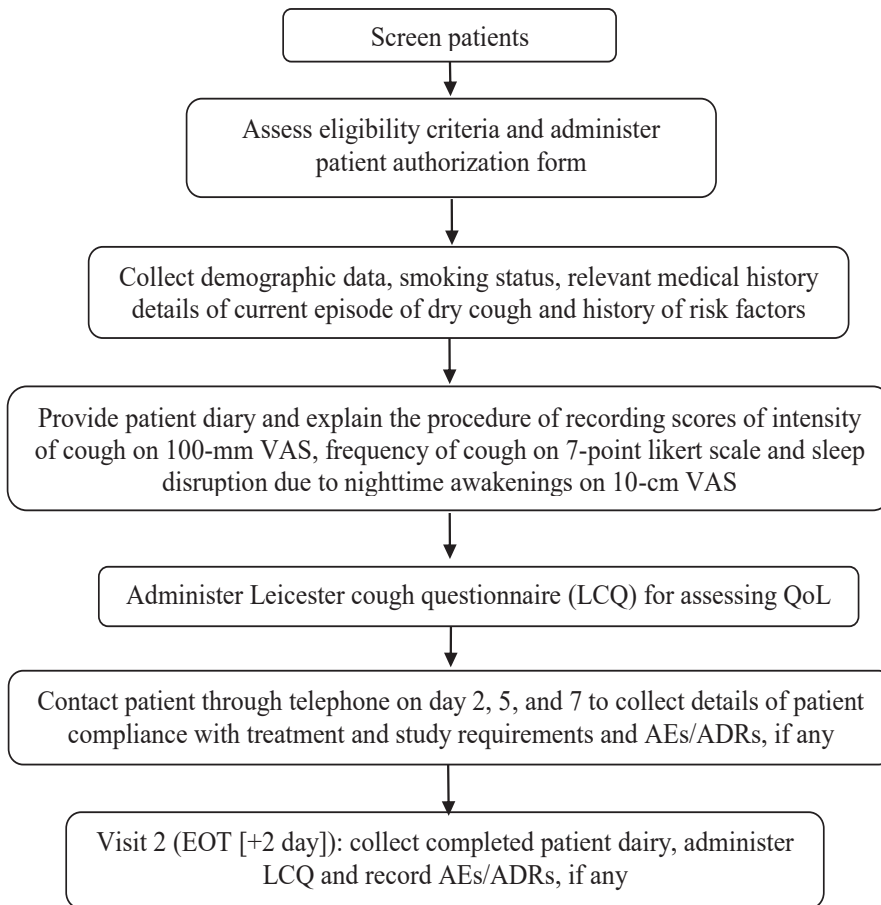 Screen patients
Assess eligibility criteria and administer
patient authorization form
Collect demographic data, smoking status, relevant medical history
details of current episode of dry cough and history of risk factors
Provide patient diary and explain the procedure of recording scores of intensity
of cough on 100-mm VAS, frequency of cough on 7-point likert scale and sleep
disruption due to nighttime awakenings on 10-cm VAS
Administer Leicester cough questionnaire (LCQ) for assessing QoL
Contact patient through telephone on day 2, 5, and 7 to collect details of patient
compliance with treatment and study requirements and AEs/ADRs, if any
Visit 2 (EOT [+2 day]): collect completed patient dairy, administer
LCQ and record AEs/ADRs, if any